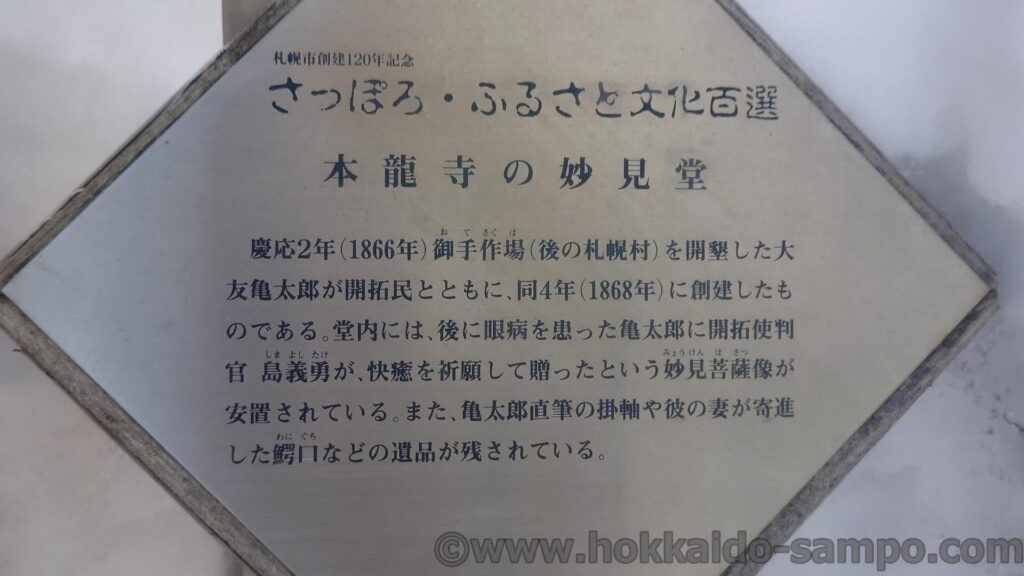 札幌市創建120年記念
さっぽろ・ふるさと文化百選
本龍寺の妙見堂
おてさくば
慶応2年(1866年)御手作場(後の札幌村)を開墾した大
友亀太郎が開拓民とともに、同4年(1868年)に創建したも
のである。堂内には、後に眼病を患った亀太郎に開拓使判
しまよしたけ みょうけんぼさつ
官 島義勇が、快癒を祈願して贈ったという妙見菩薩像が
安置されている。また、亀太郎直筆の掛軸や彼の妻が寄進
わにくち
した鰐口などの遺品が残されている。
©www.hokkaido-sampo.com